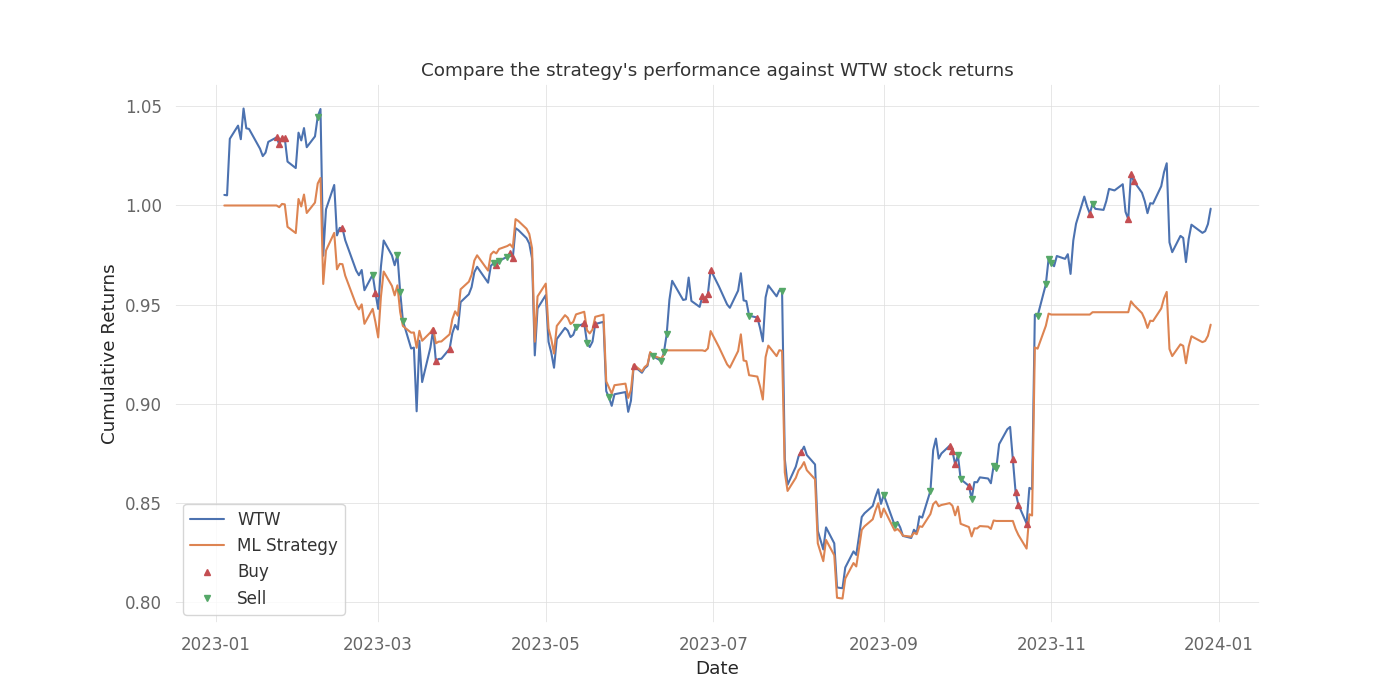 Compare the strategy's performance against WTW stock returns
Cumulative Returns
1.05
1.00
0.95
0.90
0.85
0.80
WTW
ML Strategy
Buy
Sell
2023-01 2023-03 2023-05 2023-07 2023-09 2023-11 2024-01
Date